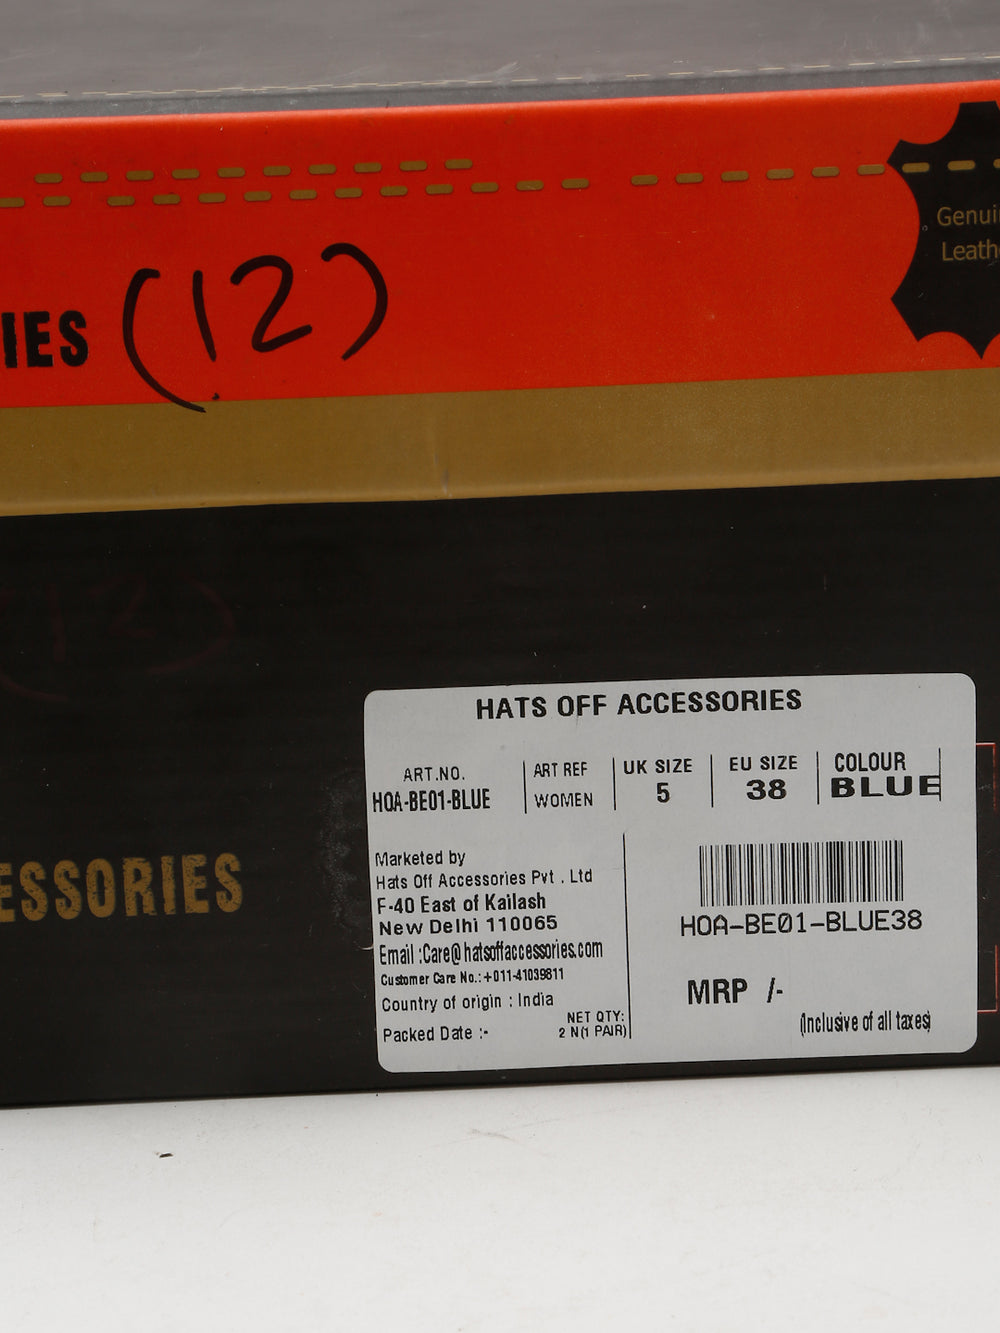 Genui
Leath
IES (12)
(12)
HATS OFF ACCESSORIES
ART.NO. ART REF UK SIZE EU SIZE COLOUR
HOA-BE01-BLUE WOMEN 5 38 BLUE
ESSORIES
Marketed by
Hats Off Accessories Pvt . Ltd
F-40 East of Kailash
New Delhi 110065
Email :Care@hatsoffaccessories.com
Customer Care No.: +011-41039811
Country of origin : India
Packed Date :-
NET QTY:
2 N(1 PAIR)
HOA-BE01-BLUE38
MRP /-
(Inclusive of all taxes)